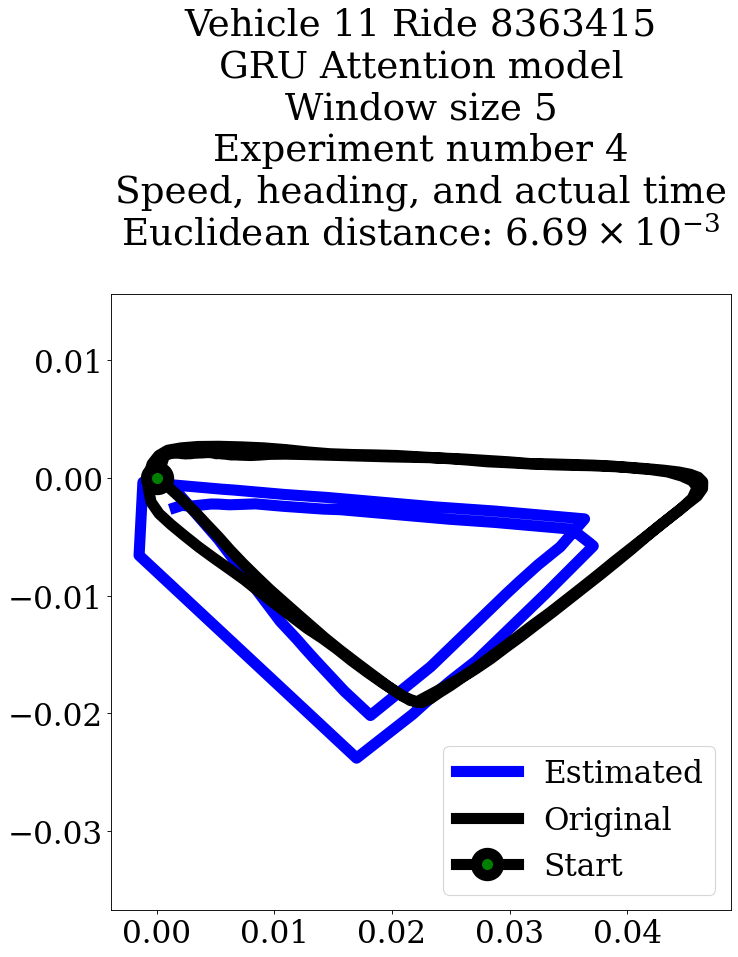 Vehicle 11 Ride 8363415
GRU Attention model
Window size 5
Experiment number 4
Speed, heading, and actual time
Euclidean distance: 6.69 × 10⁻³
0.01
0.00
−0.01
−0.02
−0.03
Estimated
Original
Start
0.00 0.01 0.02 0.03 0.04